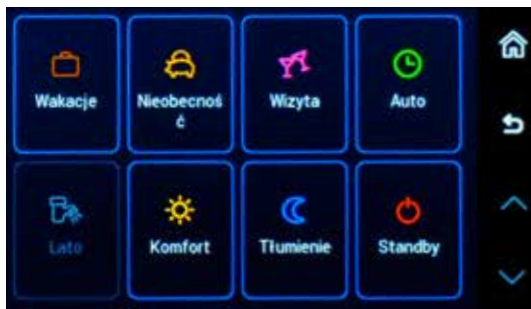 Wakacje
Nieobecnoś
ć
Wizyta
Auto
Lato
Komfort
Tłumienie
Standby